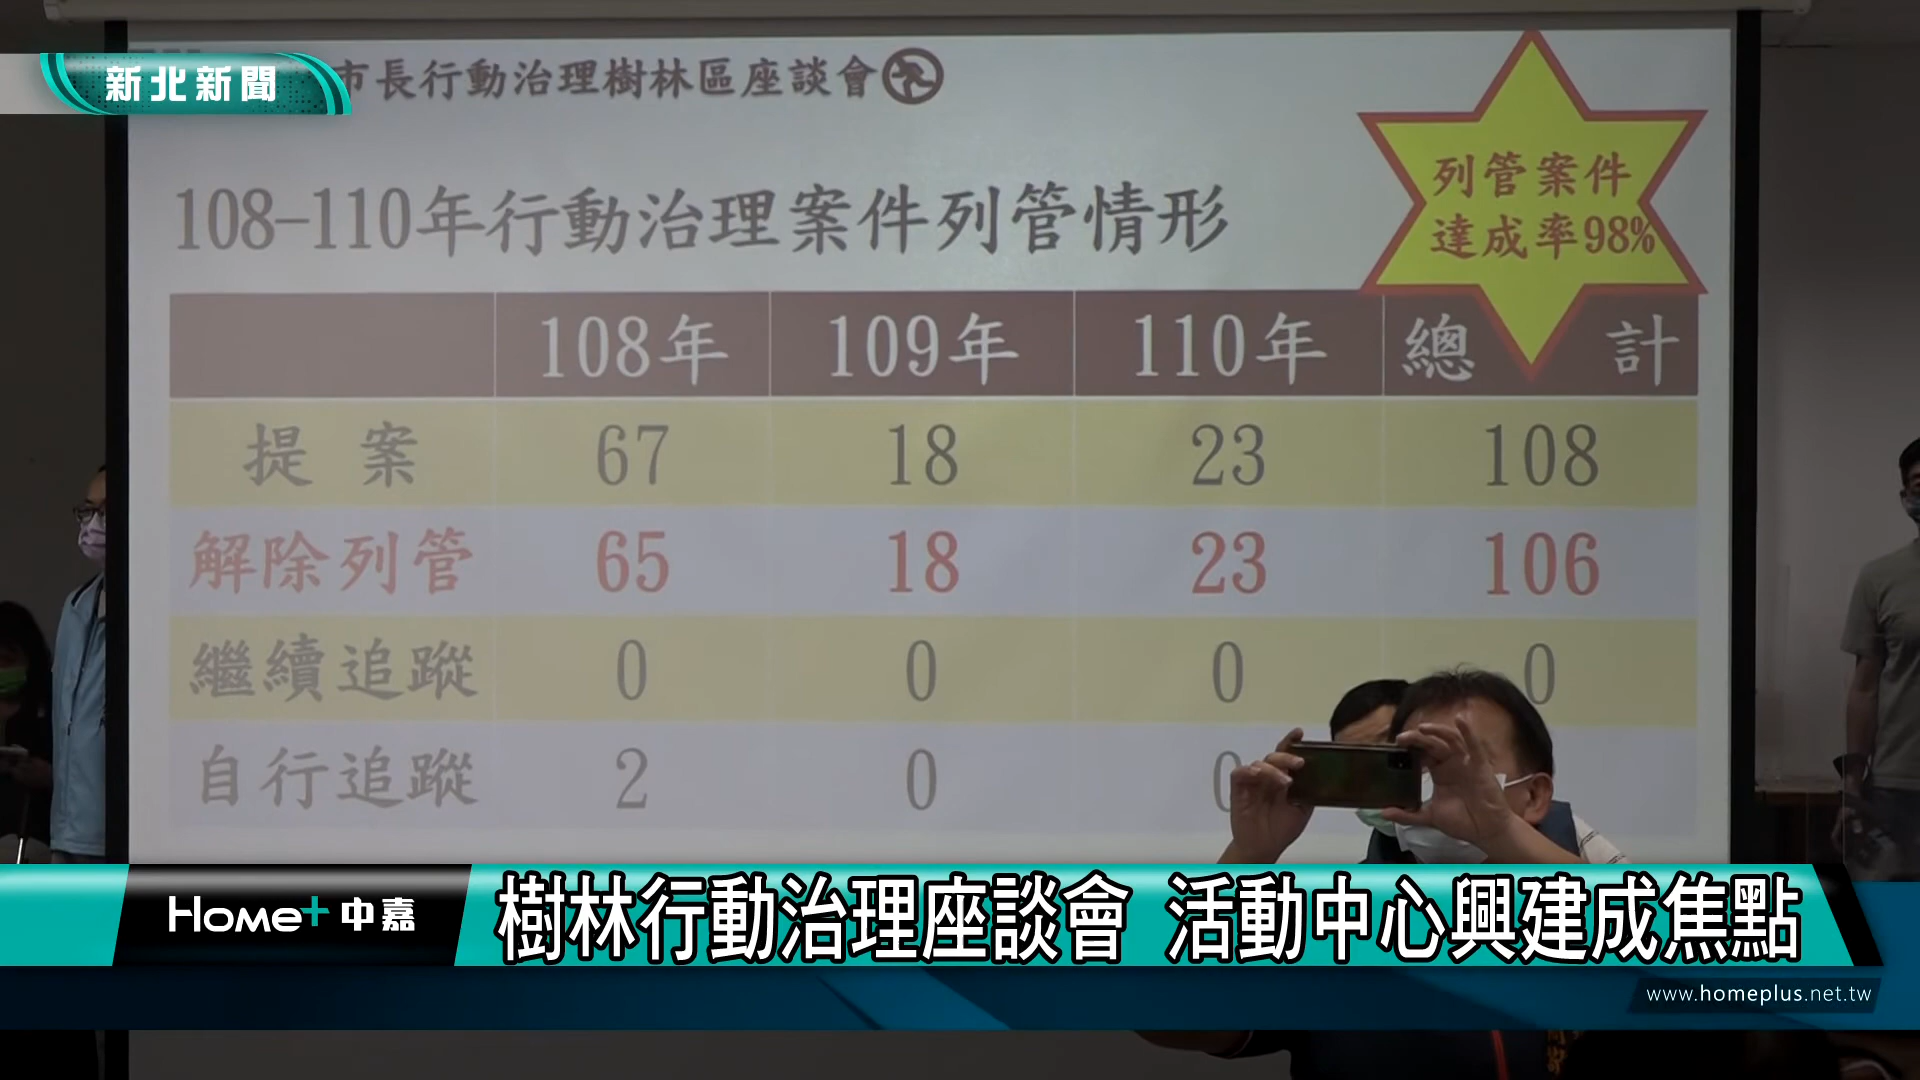 新北新聞
市長行動治理樹林區座談會
列管案件
達成率98%
108-110年行動治理案件列管情形
108年 109年 110年 總 計
提 案 67 18 23 108
解除列管 65 18 23 106
繼續追蹤 0 0 0 0
自行追蹤 2 0 0
Home+中嘉
樹林行動治理座談會 活動中心興建成焦點
www.homeplus.net.tw